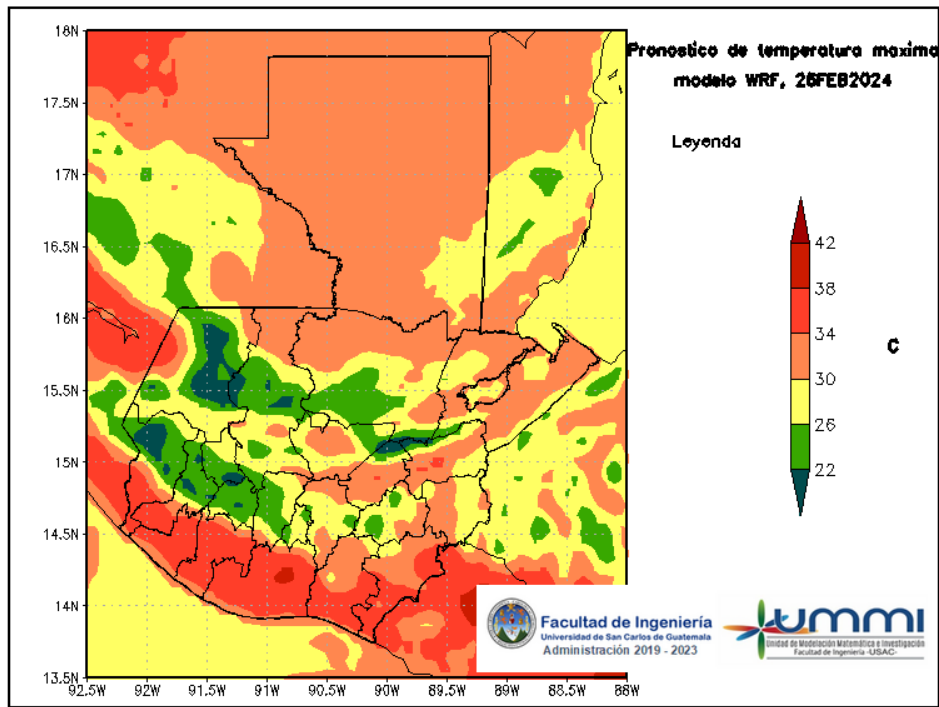 Pronostico de temperatura maxima
modelo WRF, 26FEB2024
Leyenda
42
38
34
30
26
22
C
18N
17.5N
17N
16.5N
16N
15.5N
15N
14.5N
14N
13.5N
92.5W
92W
91.5W
91W
90.5W
90W
89.5W
89W
88.5W
88W
Facultad de Ingeniería
Universidad de San Carlos de Guatemala
Administración 2019 - 2023
UMMI
Unidad de Modelación Matemática e Investigación
Facultad de Ingeniería -USAC-